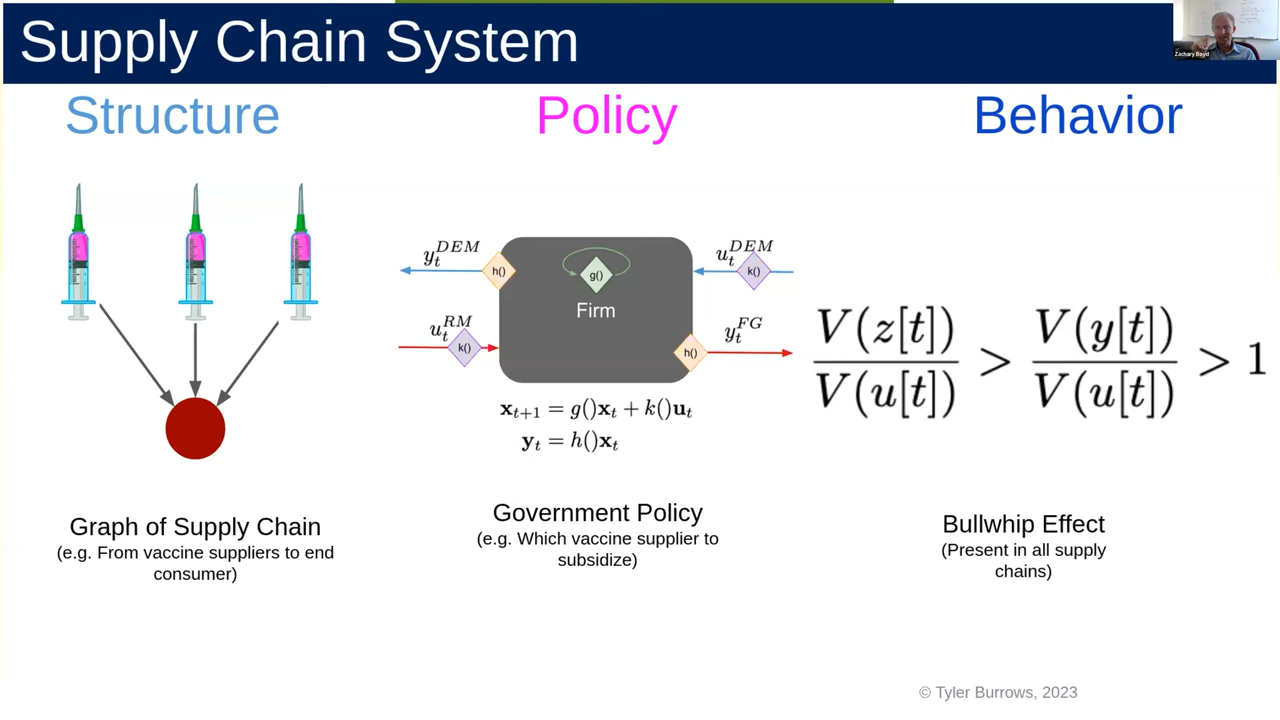 Supply Chain System
Zachary Boyd
Structure
Policy
Behavior
y_t^{DEM}
h()
g()
Firm
u_t^{DEM}
k()
u_t^{RM}
k()
h()
y_t^{FG}
x_{t+1} = g()x_t + k()u_t
y_t = h()x_t
V(z[t]) / V(u[t]) > V(y[t]) / V(u[t]) > 1
Graph of Supply Chain
(e.g. From vaccine suppliers to end
consumer)
Government Policy
(e.g. Which vaccine supplier to
subsidize)
Bullwhip Effect
(Present in all supply
chains)
© Tyler Burrows, 2023